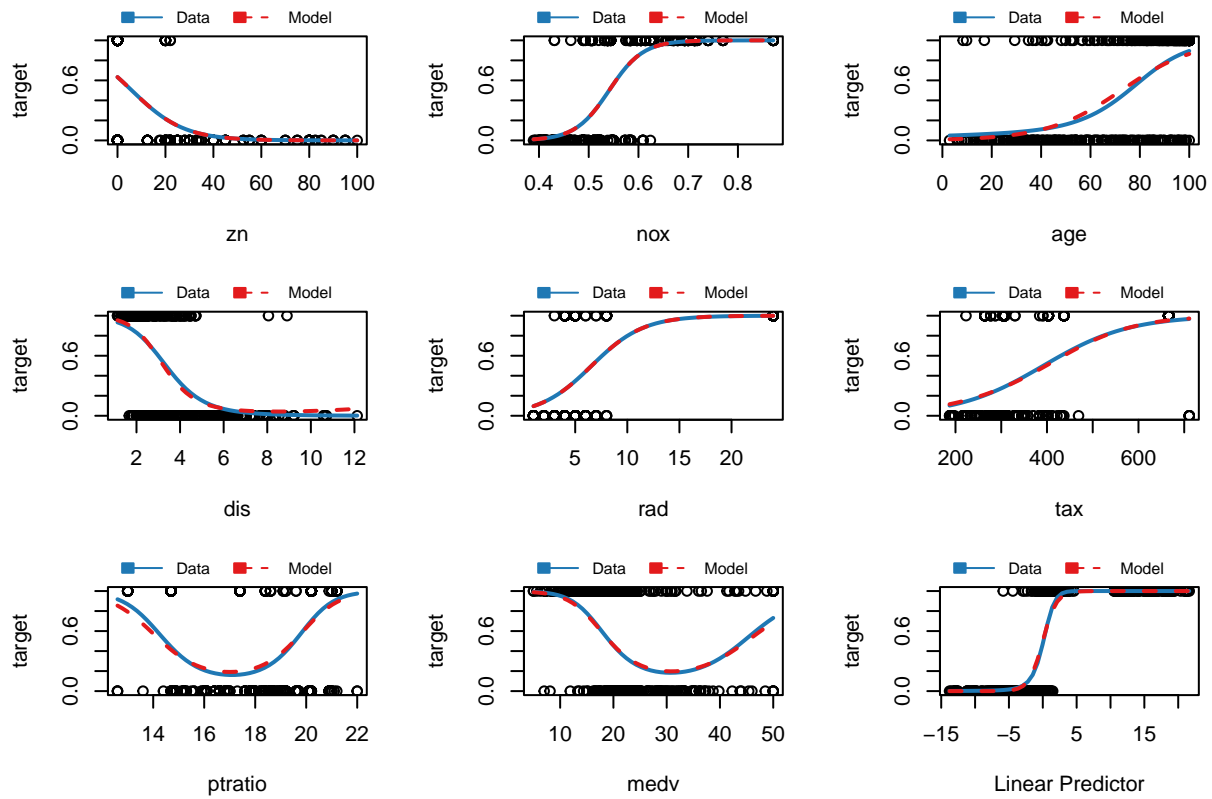 Data Model
target
0.0 0.6
0 20 40 60 80 100
zn
Data Model
target
0.0 0.6
0.4 0.5 0.6 0.7 0.8
nox
Data Model
target
0.0 0.6
0 20 40 60 80 100
age
Data Model
target
0.0 0.6
2 4 6 8 10 12
dis
Data Model
target
0.0 0.6
5 10 15 20
rad
Data Model
target
0.0 0.6
200 400 600
tax
Data Model
target
0.0 0.6
14 16 18 20 22
ptratio
Data Model
target
0.0 0.6
10 20 30 40 50
medv
Data Model
target
0.0 0.6
−15 −5 5 15
Linear Predictor